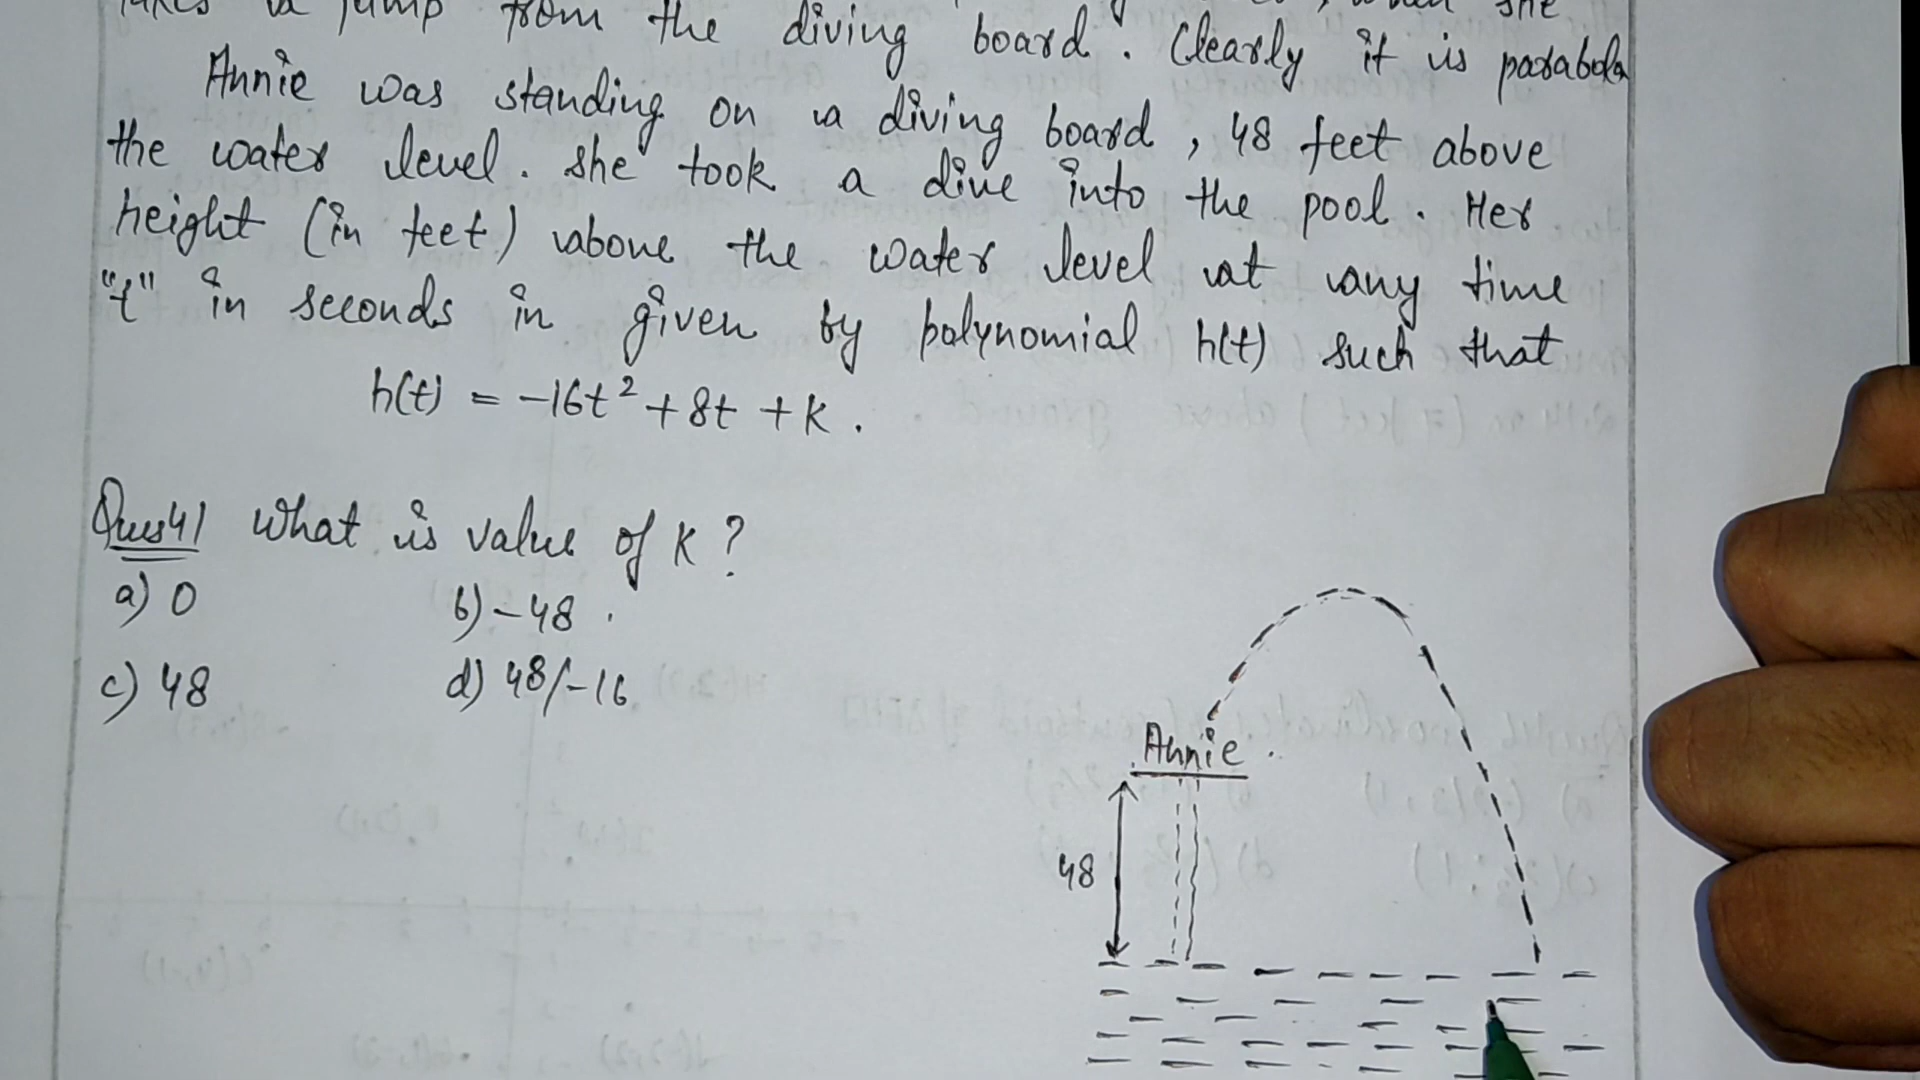 takes a jump from the diving board. Clearly it is parabola
Annie was standing on a diving board, 48 feet above
the water level. She took a dive into the pool. Her
height (in feet) above the water level at any time
"t" in seconds in given by polynomial h(t) such that
h(t) = -16t² + 8t + k.
Ques41 What is value of k?
a) 0 b) -48.
c) 48 d) 48/-16
Annie.
48